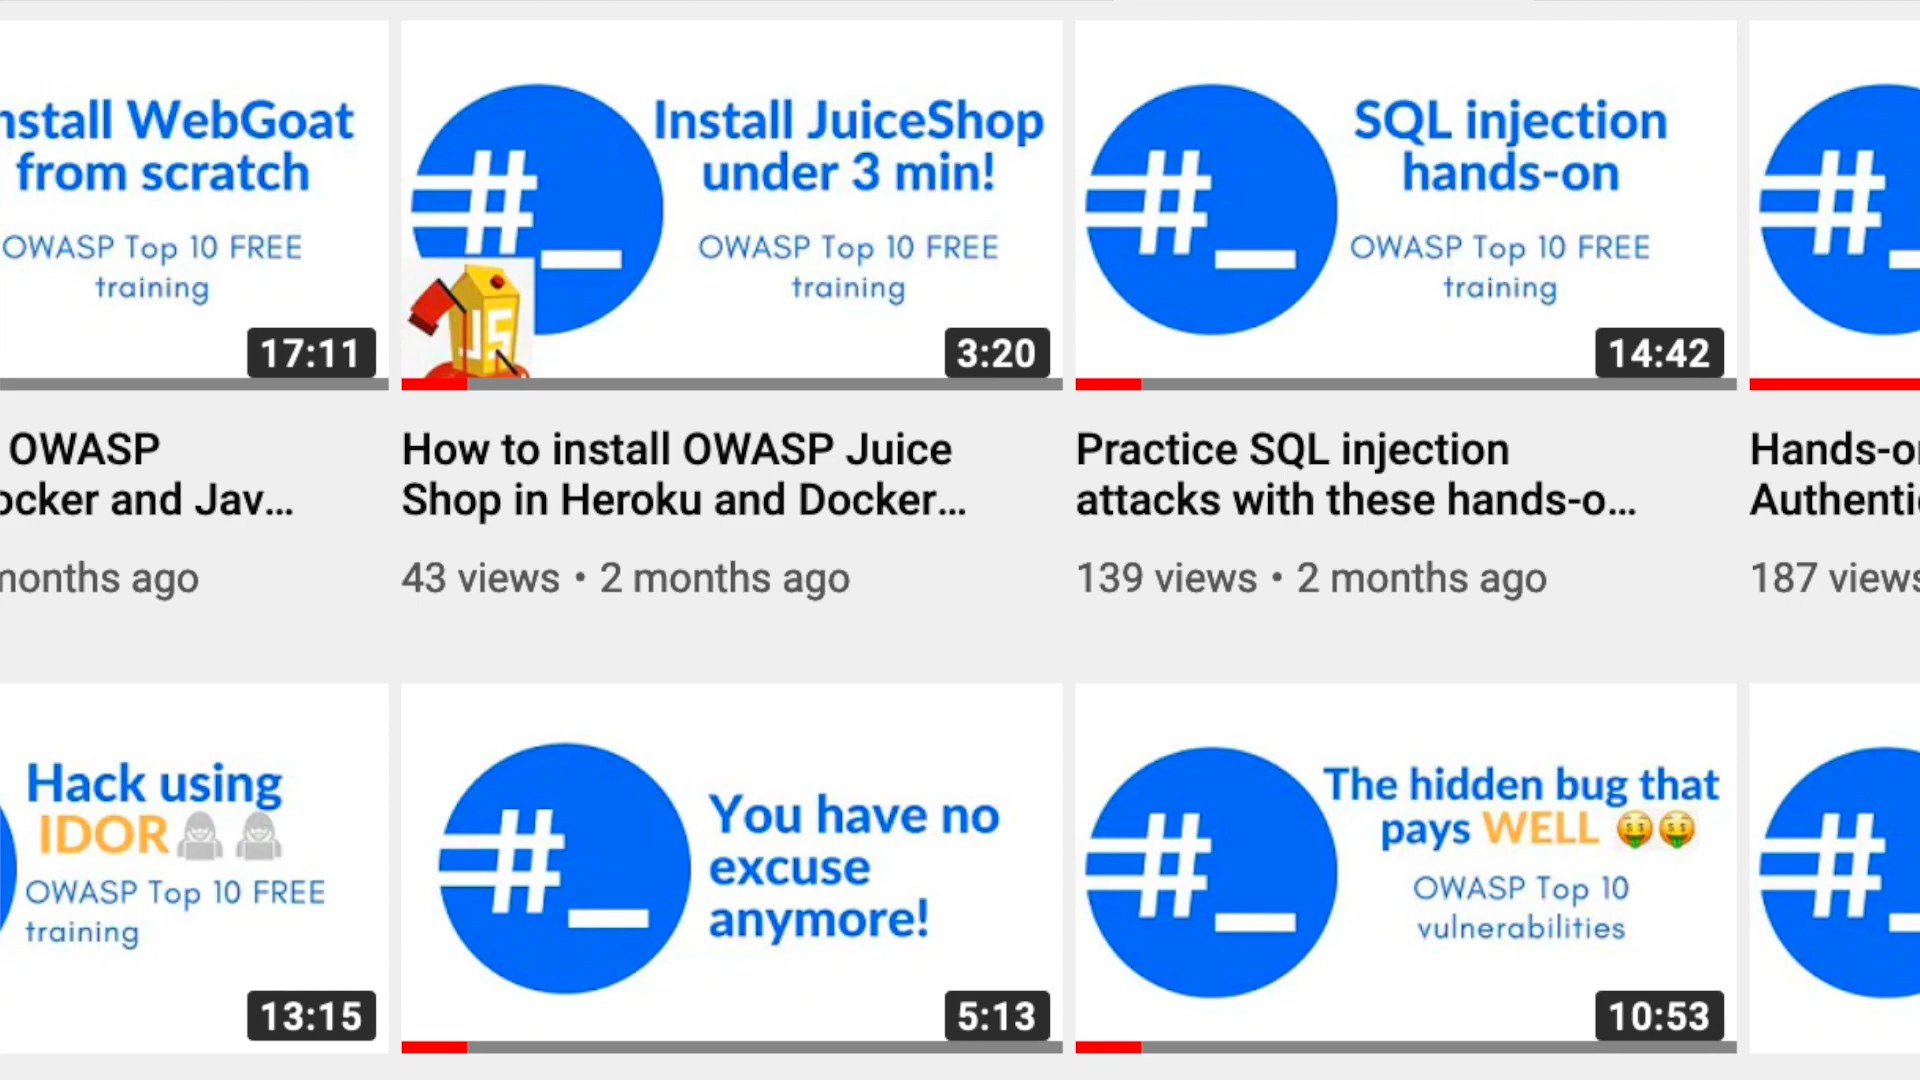 nstall WebGoat
from scratch
OWASP Top 10 FREE
training
17:11
OWASP
ocker and Jav...
months ago
#_
JS
Install JuiceShop
under 3 min!
OWASP Top 10 FREE
training
3:20
How to install OWASP Juice
Shop in Heroku and Docker...
43 views • 2 months ago
#_
SQL injection
hands-on
OWASP Top 10 FREE
training
14:42
Practice SQL injection
attacks with these hands-o...
139 views • 2 months ago
#_
Hands-o
Authenti
187 views
Hack using
IDOR
OWASP Top 10 FREE
training
13:15
#_
You have no
excuse
anymore!
5:13
#_
The hidden bug that
pays WELL 🤑🤑
OWASP Top 10
vulnerabilities
10:53
#_